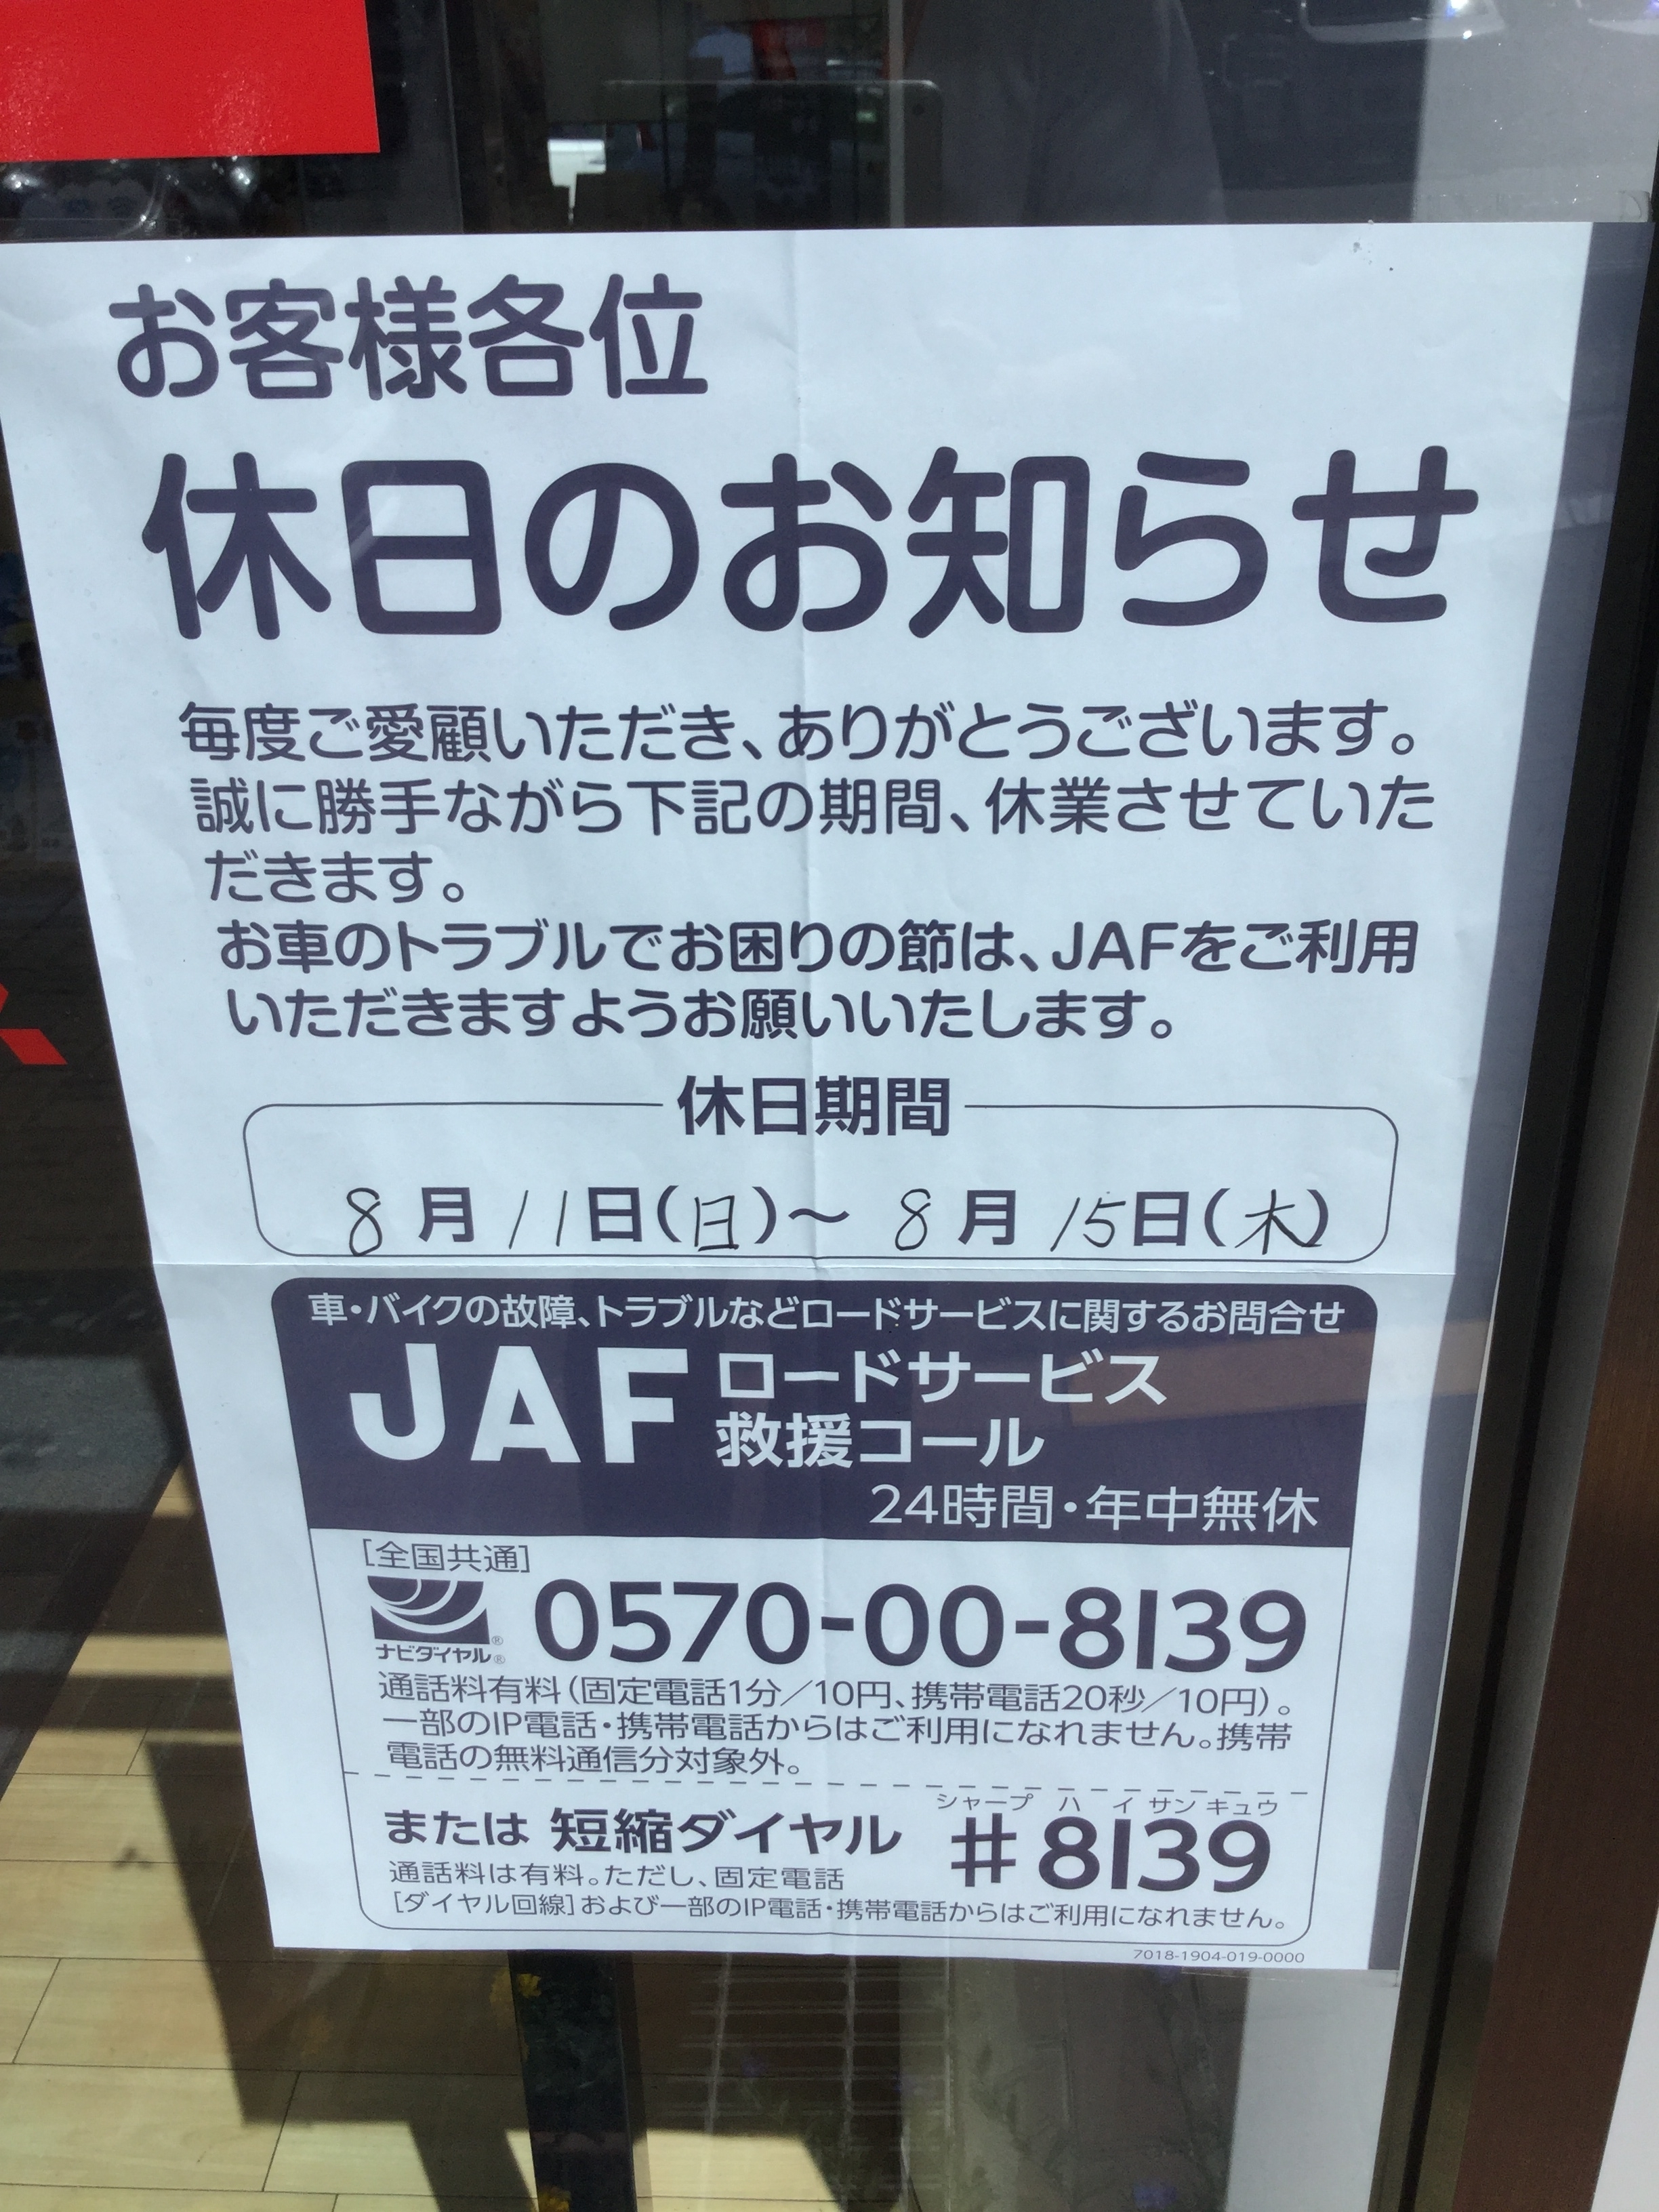 お客様各位
休日のお知らせ
毎度ご愛顧いただき、ありがとうございます。
誠に勝手ながら下記の期間、休業させていた
だきます。
お車のトラブルでお困りの節は、JAFをご利用
いただきますようお願いいたします。
休日期間
8月11日(日)〜8月15日(木)
車・バイクの故障、トラブルなどロードサービスに関するお問合せ
JAF ロードサービス
救援コール
24時間・年中無休
[全国共通]
ナビダイヤル® 0570-00-8139
通話料有料(固定電話1分/10円、携帯電話20秒/10円)。
一部のIP電話・携帯電話からはご利用になれません。携帯
電話の無料通信分対象外。
シャープ ハ イ サン キュウ
または 短縮ダイヤル #8139
通話料は有料。ただし、固定電話
[ダイヤル回線]および一部のIP電話・携帯電話からはご利用になれません。
7018-1904-019-0000